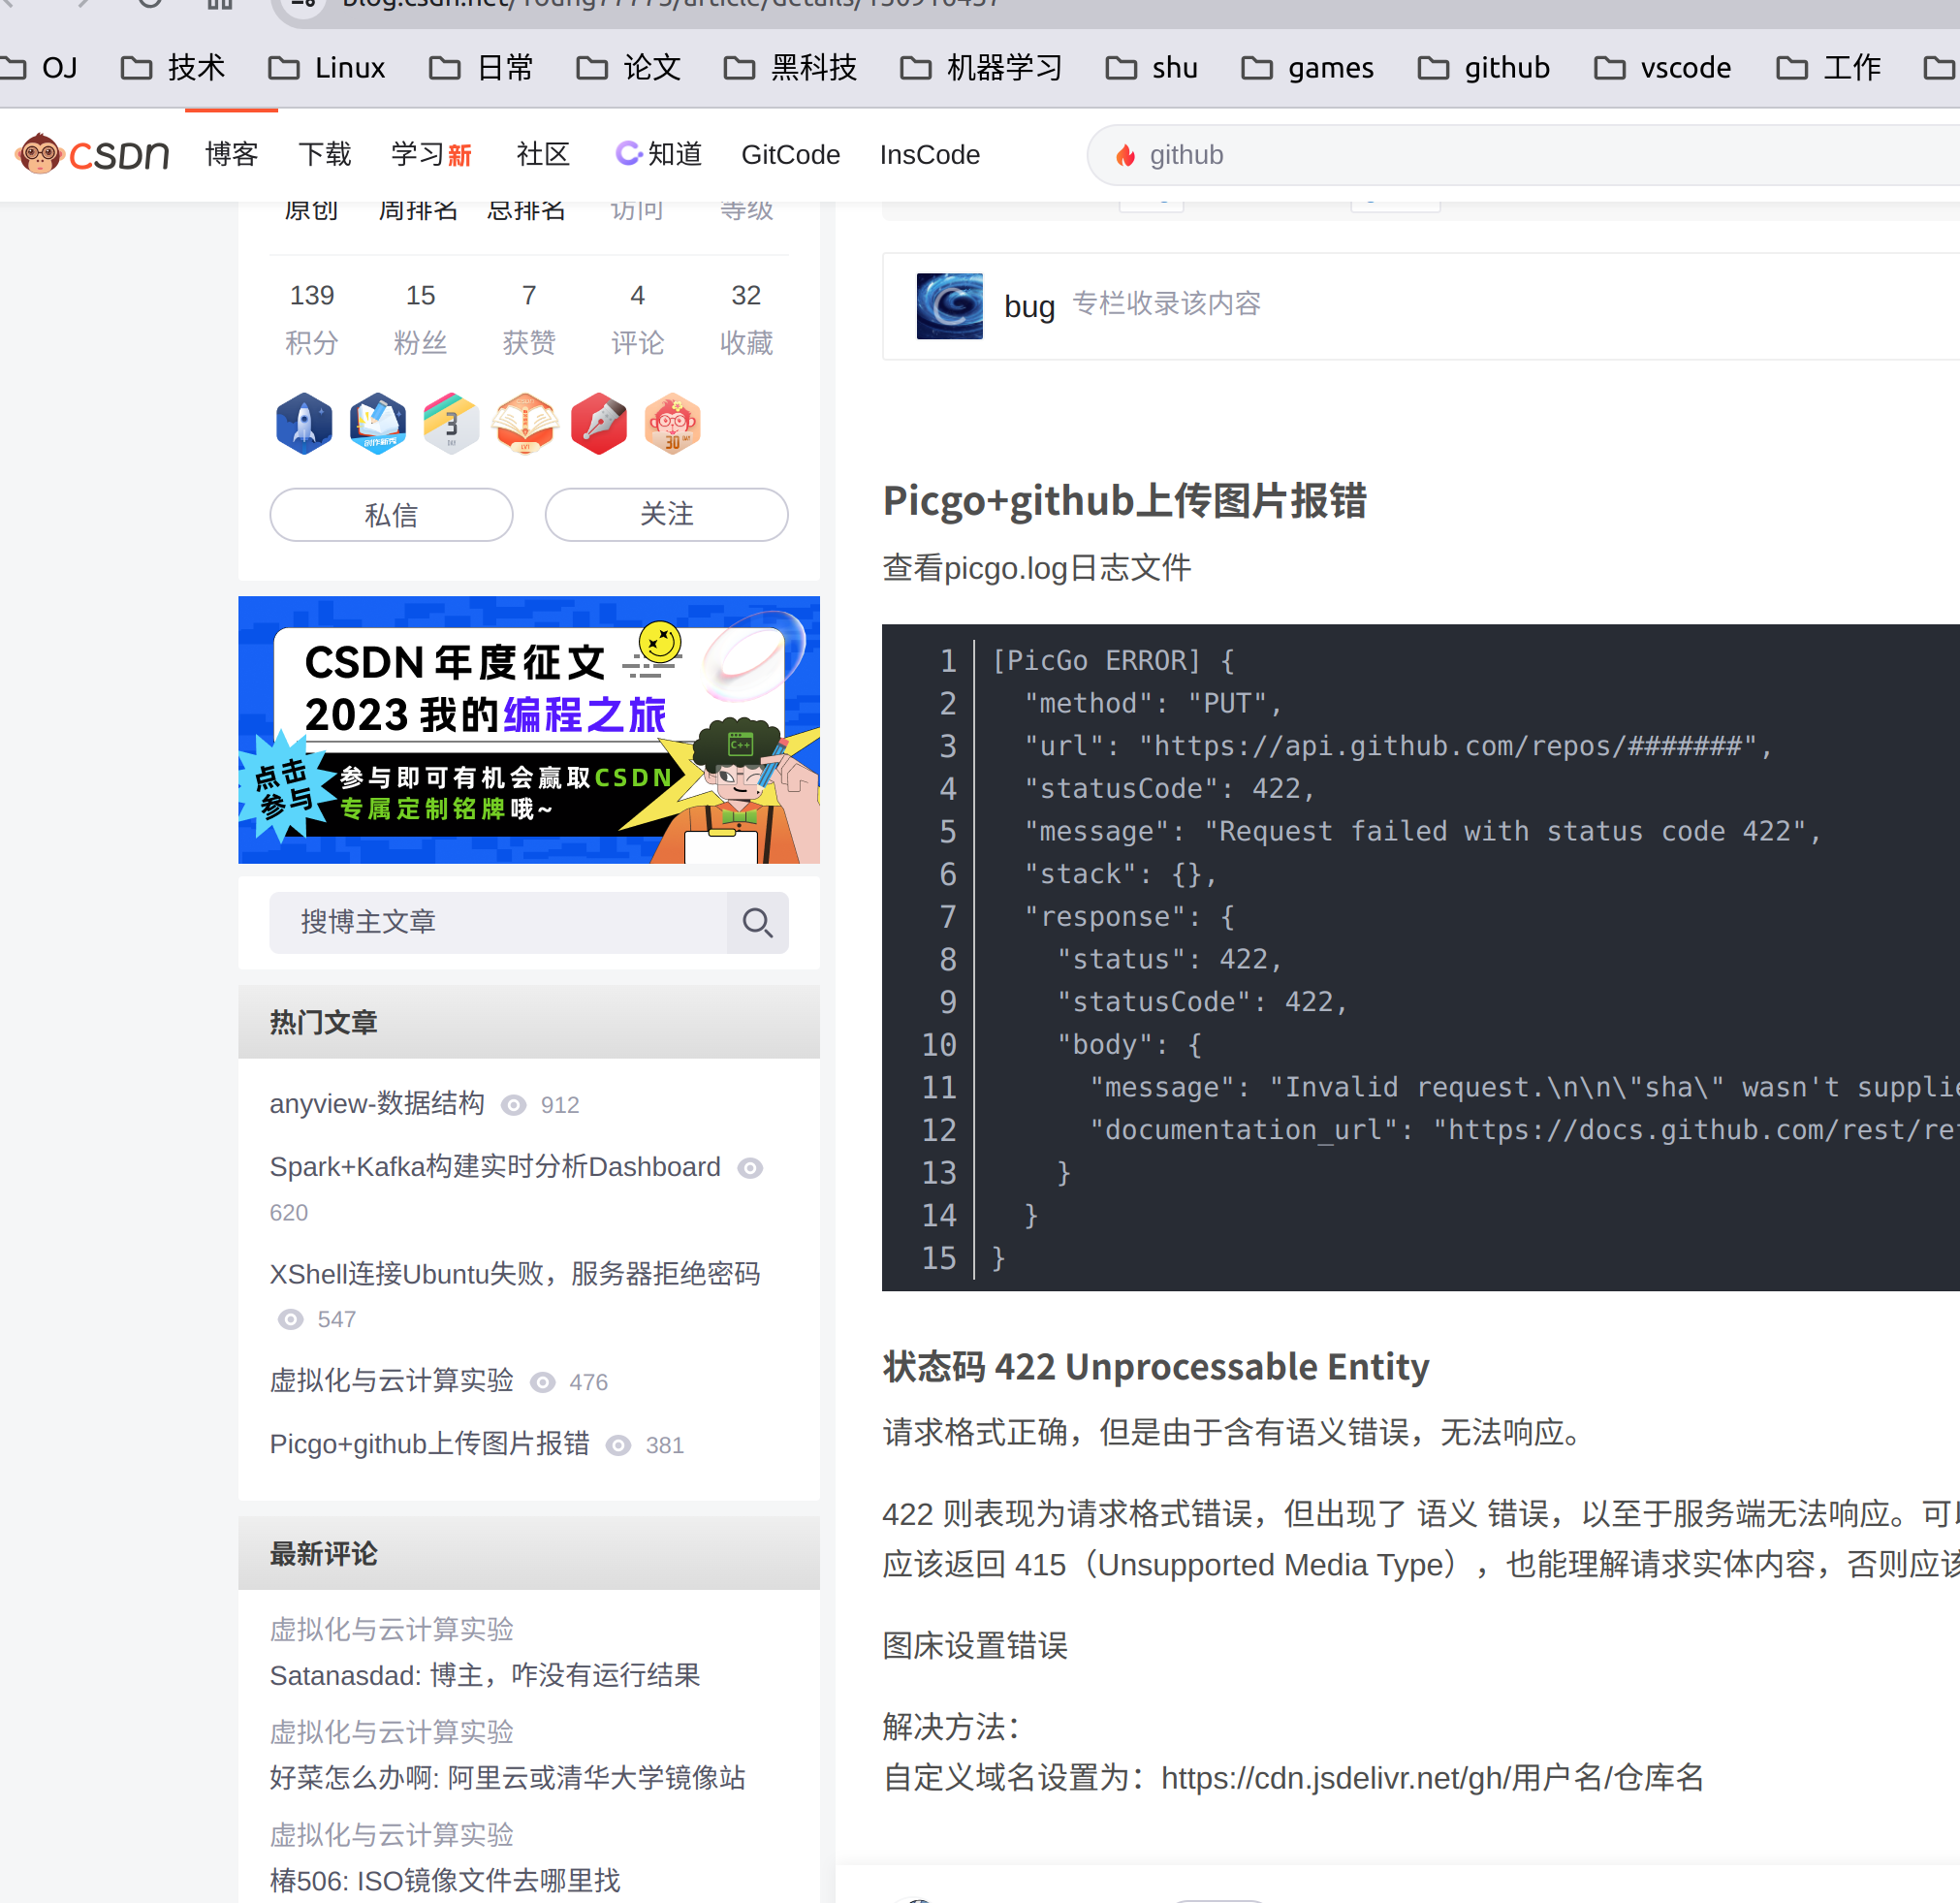 OJ 技术 Linux 日常 论文 黑科技 机器学习 shu games github vscode 工作
CSDN 博客 下载 学习新 社区 C知道 GitCode InsCode github
原创 周排名 总排名 访问 等级
139 15 7 4 32
积分 粉丝 获赞 评论 收藏
私信 关注
CSDN 年度征文
2023 我的编程之旅
点击
参与
参与即可有机会赢取CSDN
专属定制铭牌哦~
搜博主文章
热门文章
anyview-数据结构 912
Spark+Kafka构建实时分析Dashboard
620
XShell连接Ubuntu失败，服务器拒绝密码
547
虚拟化与云计算实验 476
Picgo+github上传图片报错 381
最新评论
虚拟化与云计算实验
Satanasdad: 博主，咋没有运行结果
虚拟化与云计算实验
好菜怎么办啊: 阿里云或清华大学镜像站
虚拟化与云计算实验
椿506: ISO镜像文件去哪里找
bug 专栏收录该内容
Picgo+github上传图片报错
查看picgo.log日志文件
1 [PicGo ERROR] {
2 "method": "PUT",
3 "url": "https://api.github.com/repos/#######",
4 "statusCode": 422,
5 "message": "Request failed with status code 422",
6 "stack": {},
7 "response": {
8 "status": 422,
9 "statusCode": 422,
10 "body": {
11 "message": "Invalid request.\n\n\"sha\" wasn't supplie
12 "documentation_url": "https://docs.github.com/rest/re
13 }
14 }
15 }
状态码 422 Unprocessable Entity
请求格式正确，但是由于含有语义错误，无法响应。
422 则表现为请求格式错误，但出现了 语义 错误，以至于服务端无法响应。可
应该返回 415（Unsupported Media Type），也能理解请求实体内容，否则应该
图床设置错误
解决方法：
自定义域名设置为：https://cdn.jsdelivr.net/gh/用户名/仓库名